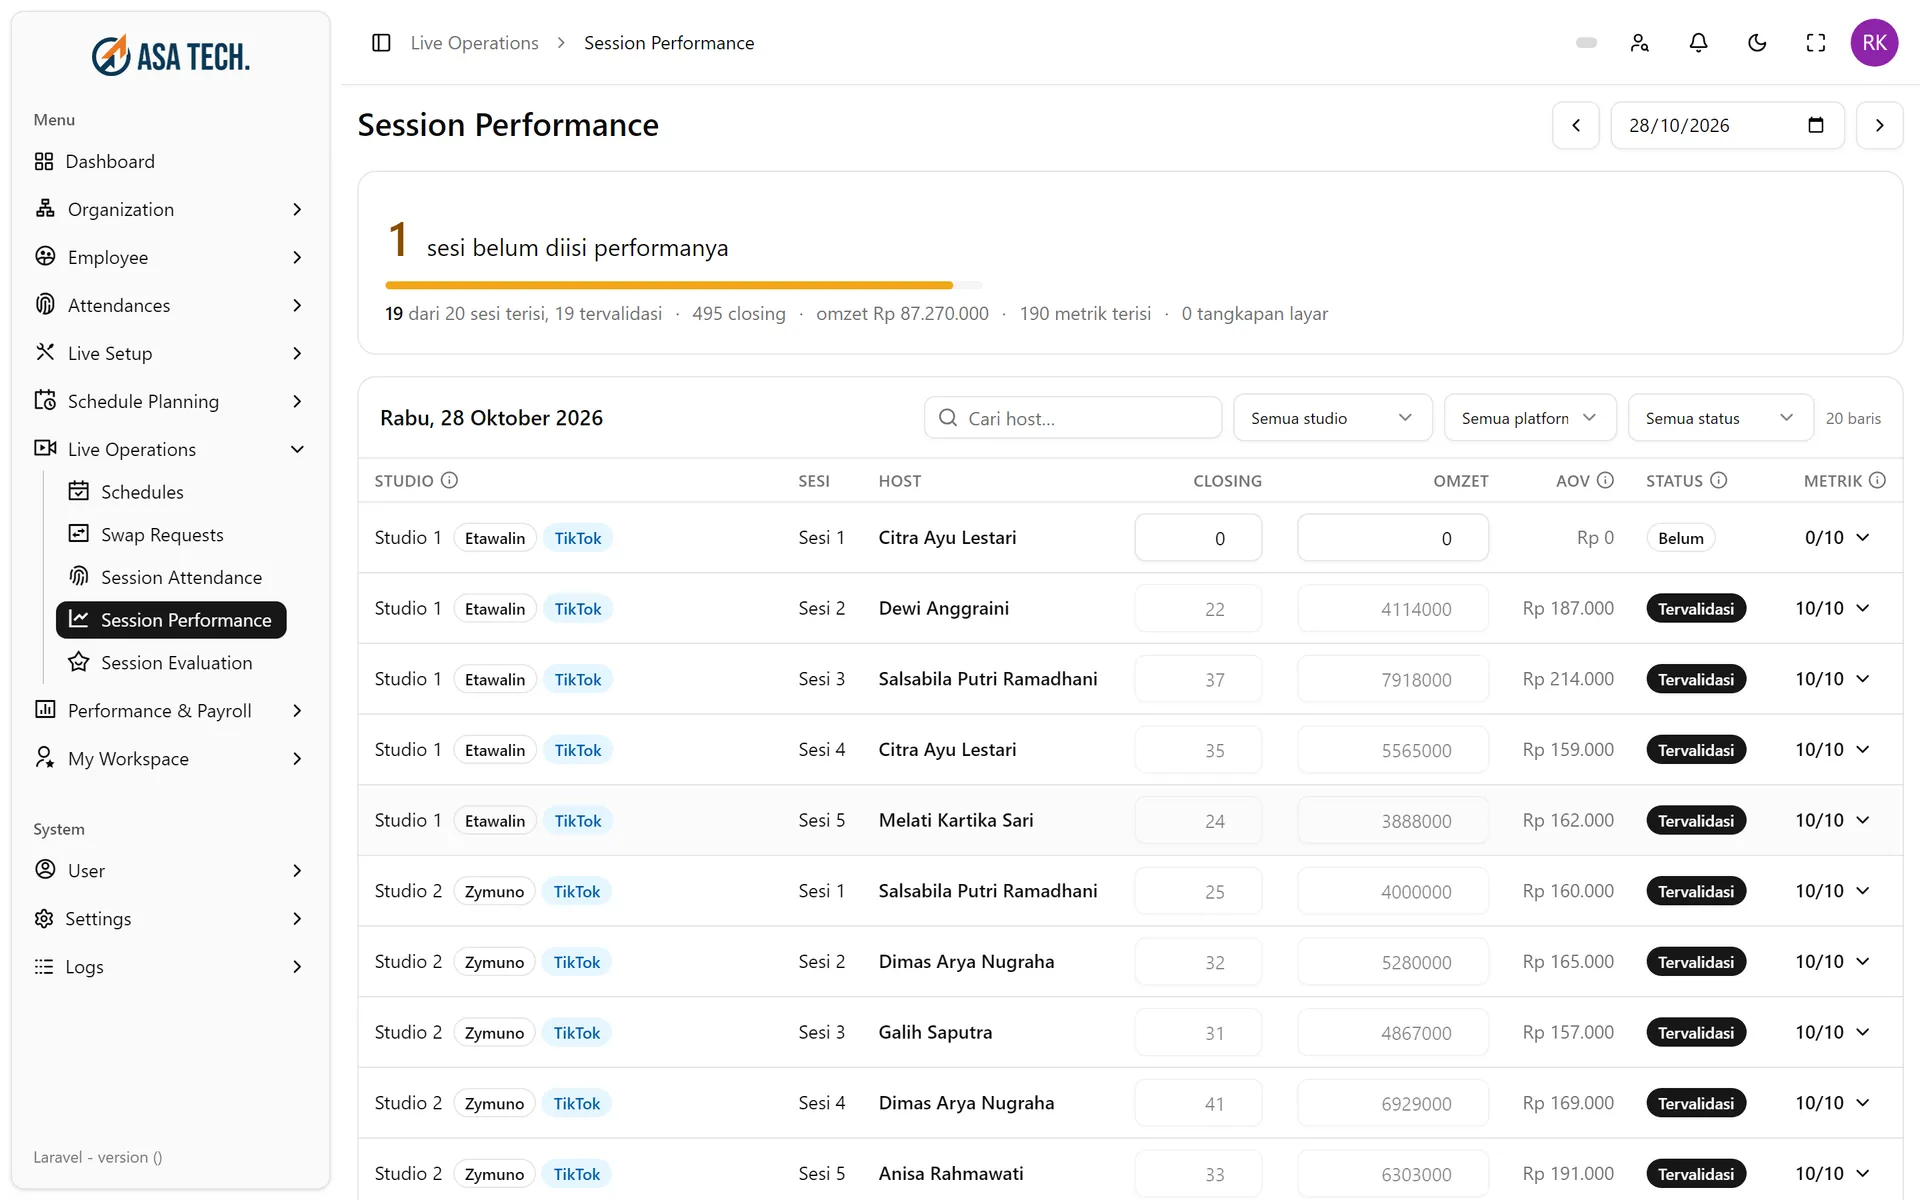 ASA TECH.
Live Operations > Session Performance
RK
Menu
Dashboard
Organization
Employee
Attendances
Live Setup
Schedule Planning
Live Operations
Schedules
Swap Requests
Session Attendance
Session Performance
Session Evaluation
Performance & Payroll
My Workspace
System
User
Settings
Logs
Laravel - version ()
Session Performance
28/10/2026
1 sesi belum diisi performanya
19 dari 20 sesi terisi, 19 tervalidasi · 495 closing · omzet Rp 87.270.000 · 190 metrik terisi · 0 tangkapan layar
Rabu, 28 Oktober 2026
Cari host...
Semua studio
Semua platform
Semua status
20 baris
STUDIO SESI HOST CLOSING OMZET AOV STATUS METRIK
Studio 1 Etawalin TikTok Sesi 1 Citra Ayu Lestari 0 0 Rp 0 Belum 0/10
Studio 1 Etawalin TikTok Sesi 2 Dewi Anggraini 22 4114000 Rp 187.000 Tervalidasi 10/10
Studio 1 Etawalin TikTok Sesi 3 Salsabila Putri Ramadhani 37 7918000 Rp 214.000 Tervalidasi 10/10
Studio 1 Etawalin TikTok Sesi 4 Citra Ayu Lestari 35 5565000 Rp 159.000 Tervalidasi 10/10
Studio 1 Etawalin TikTok Sesi 5 Melati Kartika Sari 24 3888000 Rp 162.000 Tervalidasi 10/10
Studio 2 Zymuno TikTok Sesi 1 Salsabila Putri Ramadhani 25 4000000 Rp 160.000 Tervalidasi 10/10
Studio 2 Zymuno TikTok Sesi 2 Dimas Arya Nugraha 32 5280000 Rp 165.000 Tervalidasi 10/10
Studio 2 Zymuno TikTok Sesi 3 Galih Saputra 31 4867000 Rp 157.000 Tervalidasi 10/10
Studio 2 Zymuno TikTok Sesi 4 Dimas Arya Nugraha 41 6929000 Rp 169.000 Tervalidasi 10/10
Studio 2 Zymuno TikTok Sesi 5 Anisa Rahmawati 33 6303000 Rp 191.000 Tervalidasi 10/10